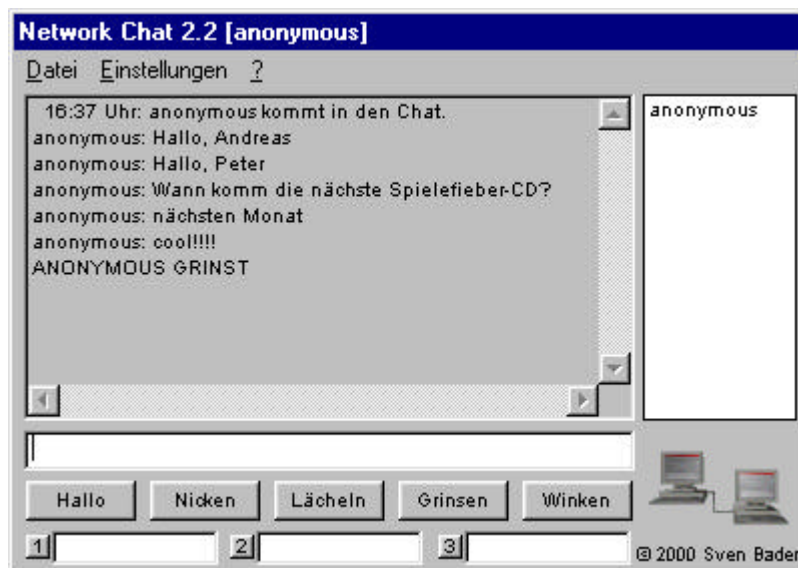 Network Chat 2.2 [anonymous]
Datei Einstellungen ?
16:37 Uhr: anonymous kommt in den Chat.
anonymous: Hallo, Andreas
anonymous: Hallo, Peter
anonymous: Wann komm die nächste Spielefieber-CD?
anonymous: nächsten Monat
anonymous: cool!!!!
ANONYMOUS GRINST
anonymous
Hallo Nicken Lächeln Grinsen Winken
1 2 3
© 2000 Sven Bader